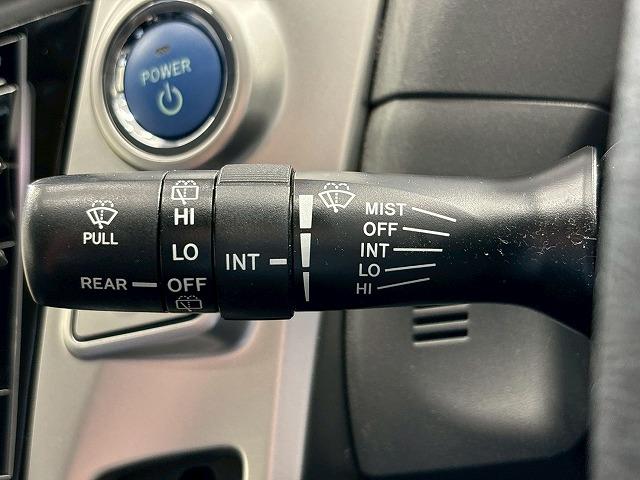 POWER
PULL
REAR
HI
LO
OFF
INT
MIST
OFF
INT
LO
HI